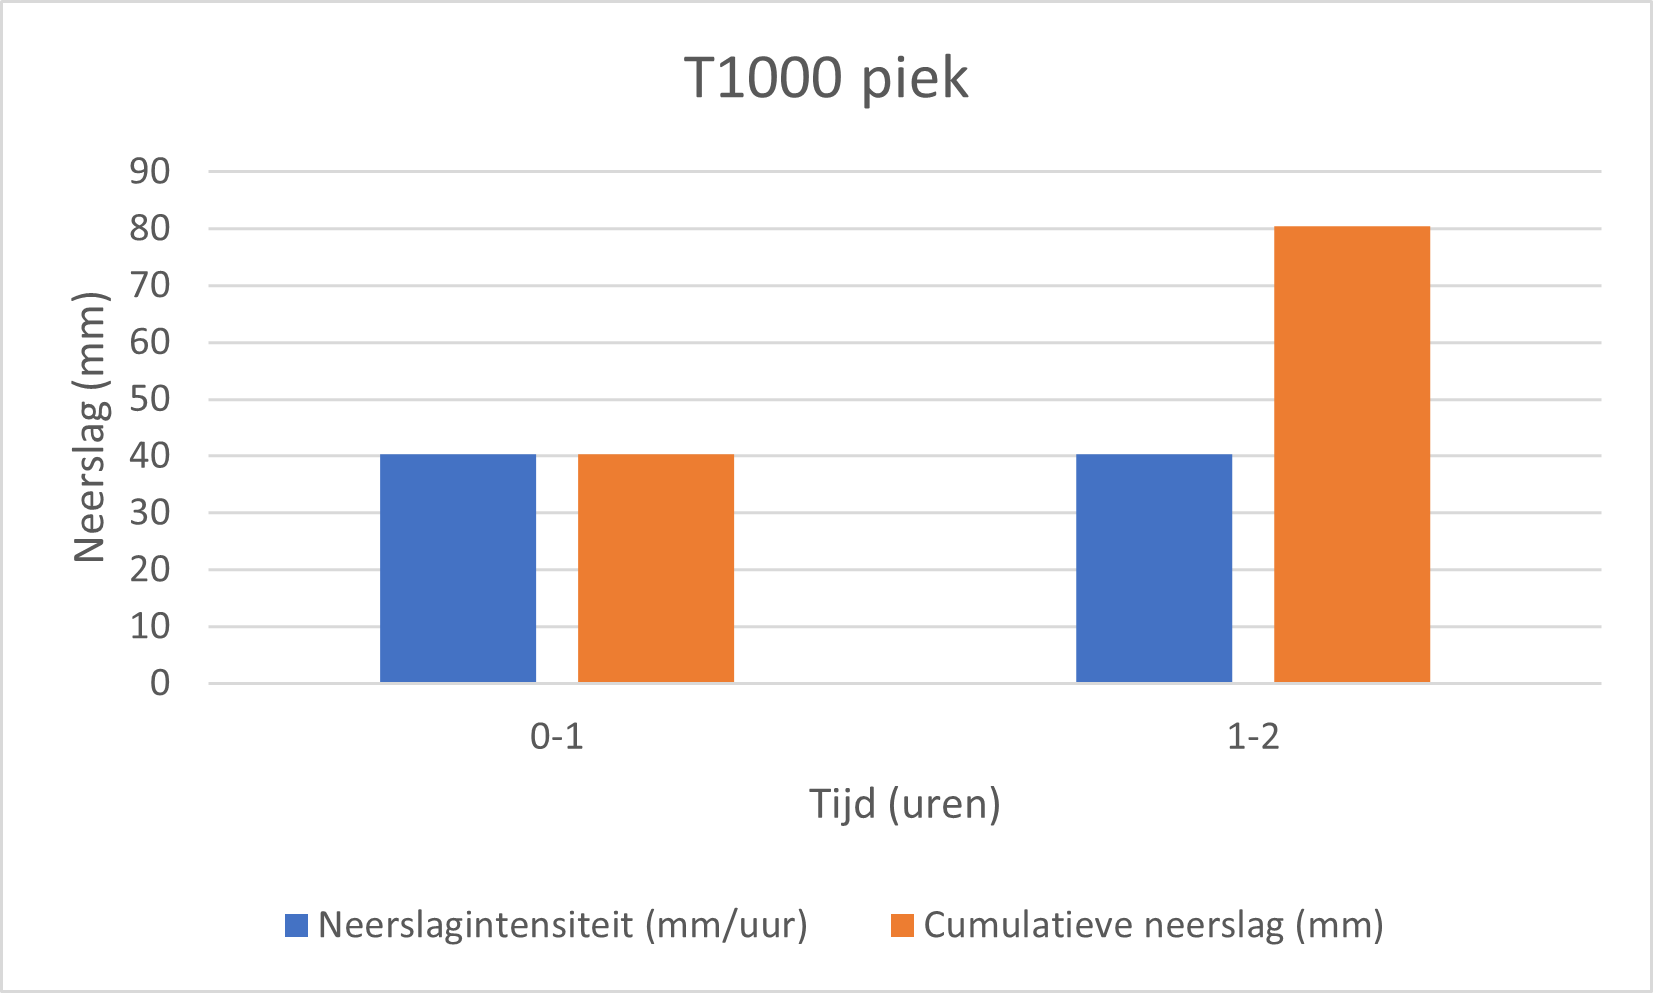 T1000 piek
90
80
70
60
50
40
30
20
10
0
Neerslag (mm)
0-1 1-2
Tijd (uren)
Neerslagintensiteit (mm/uur) Cumulatieve neerslag (mm)